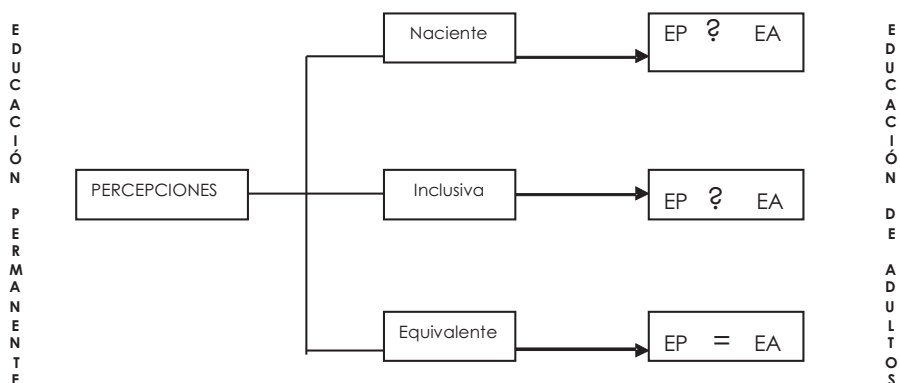 EDUCACIÓN PERMANENTE
Naciente
EP ? EA
PERCEPCIONES
Inclusiva
EP ? EA
Equivalente
EP = EA
EDUCACIÓN DE ADULTOS